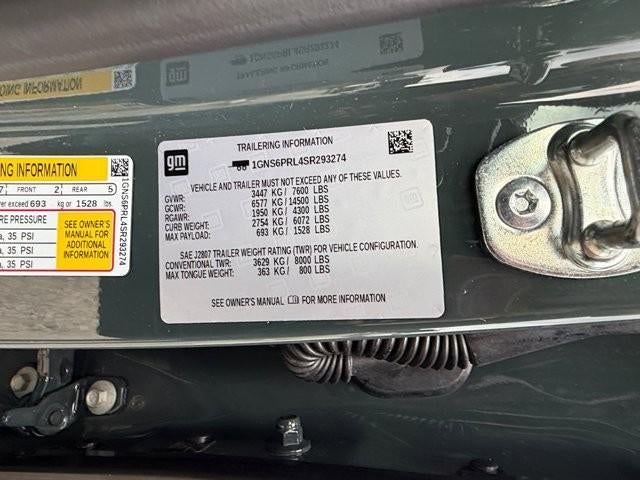 gm
TRAILERING INFORMATION
1GNS6PRL4SR293274
VEHICLE AND TRAILER MUST NOT EXCEED ANY OF THESE VALUES.
GVWR: 3447 KG / 7600 LBS
GCWR: 6577 KG / 14500 LBS
RGAWR: 1950 KG / 4300 LBS
CURB WEIGHT: 2754 KG / 6072 LBS
MAX PAYLOAD: 693 KG / 1528 LBS
SAE J2807 TRAILER WEIGHT RATING (TWR) FOR VEHICLE CONFIGURATION.
CONVENTIONAL TWR: 3629 KG / 8000 LBS
MAX TONGUE WEIGHT: 363 KG / 800 LBS
SEE OWNER'S MANUAL FOR MORE INFORMATION
ING INFORMATION
7 FRONT 2 REAR 5
er exceed 693 kg or 1528 lbs.
PRESSURE
a, 35 PSI
a, 35 PSI
a, 35 PSI
SEE OWNER'S
MANUAL FOR
ADDITIONAL
INFORMATION
1GNS6PRL4SR293274